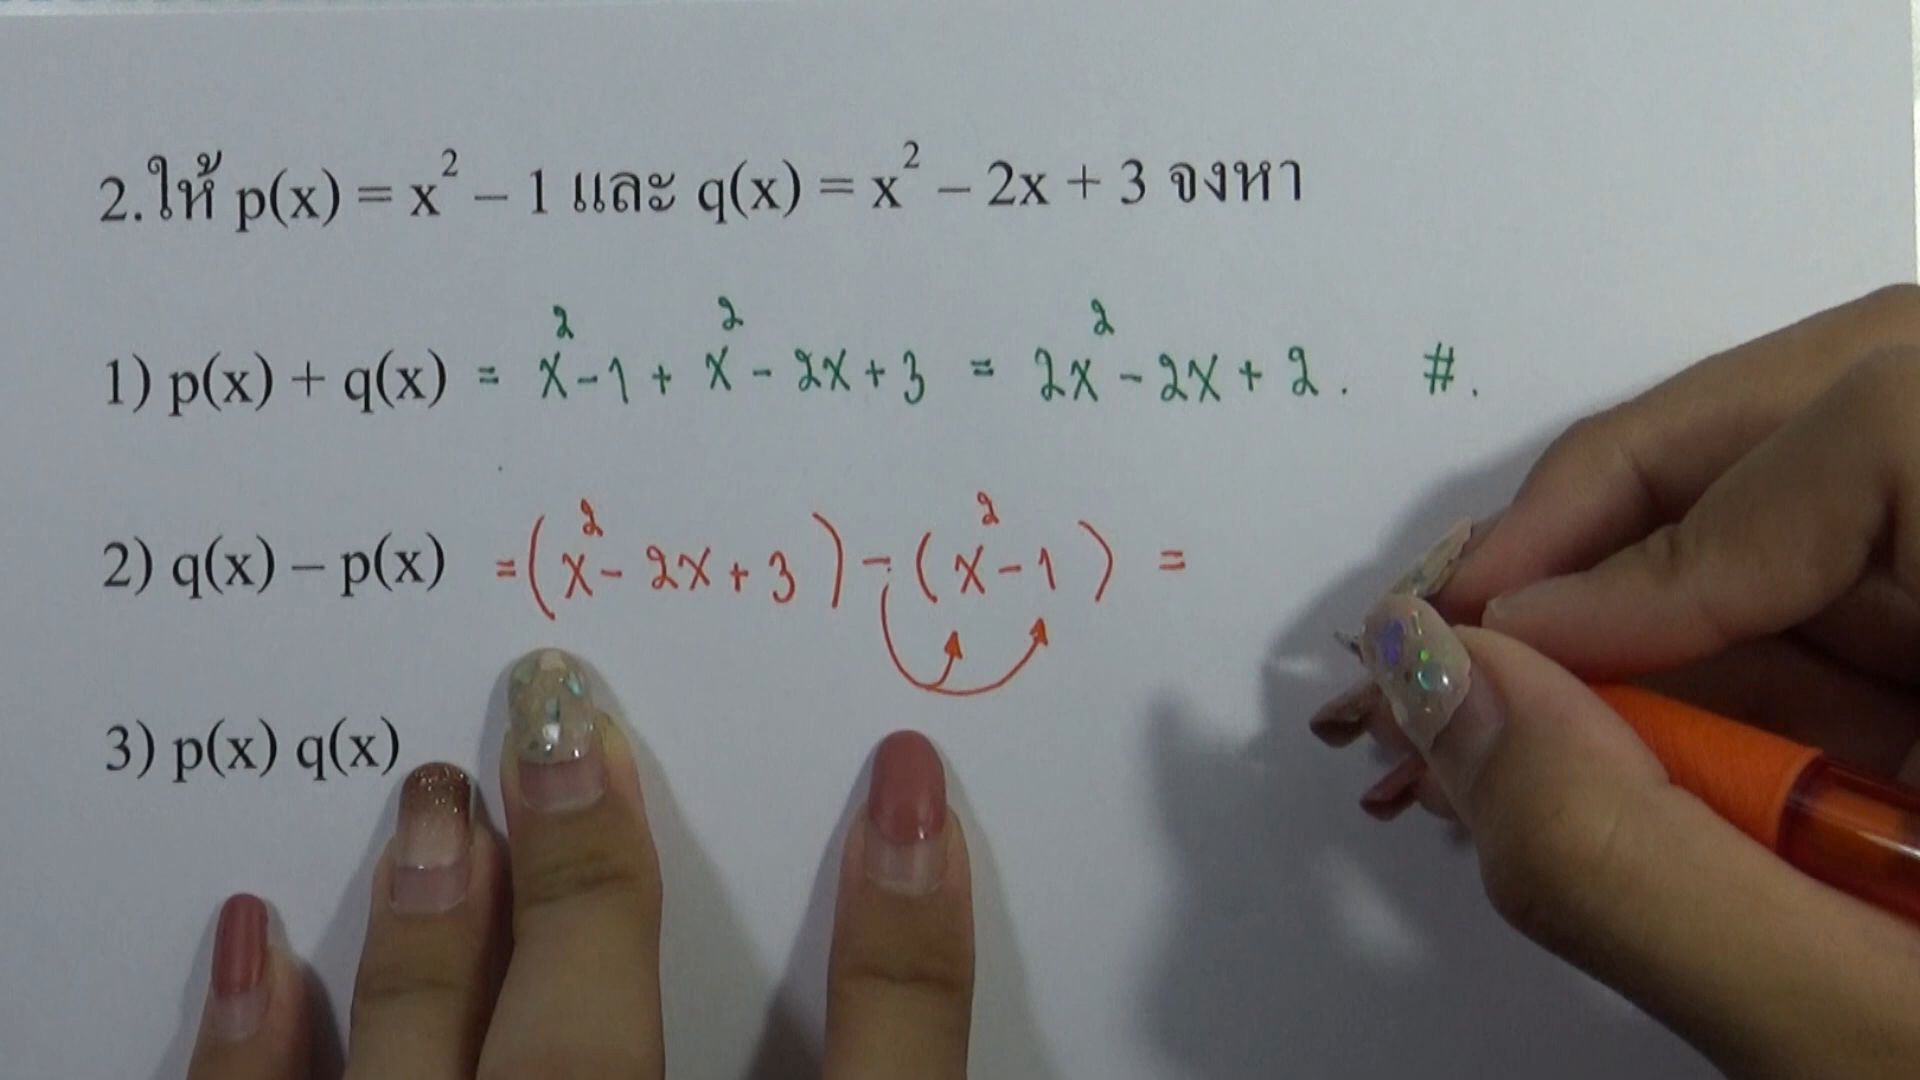 2.ให้ p(x) = x² – 1 และ q(x) = x² – 2x + 3 จงหา
1) p(x) + q(x) = x² - 1 + x² - 2x + 3 = 2x² - 2x + 2 . #.
2) q(x) – p(x) = (x² - 2x + 3) - (x² - 1) =
3) p(x) q(x)